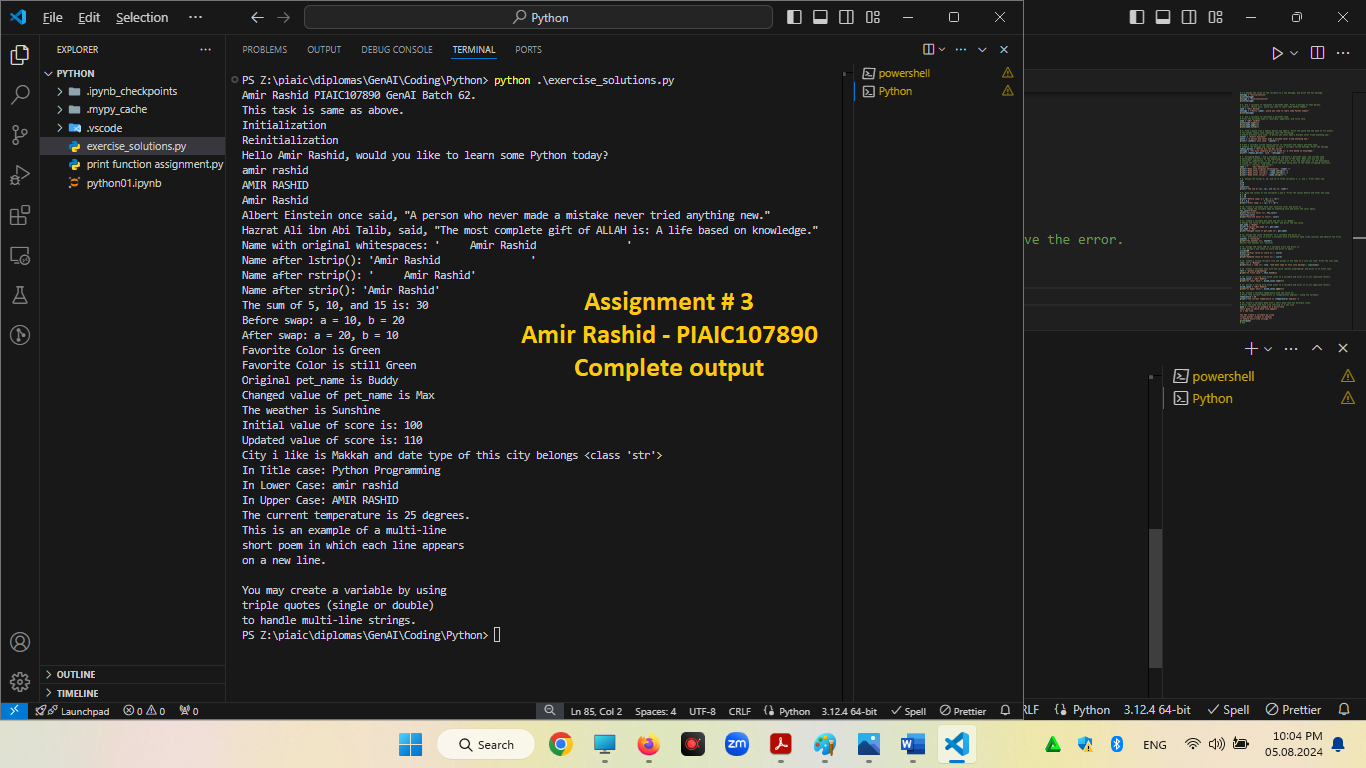 File Edit Selection ···
Python
EXPLORER ···
PYTHON
.ipynb_checkpoints
.mypy_cache
.vscode
exercise_solutions.py
print function assignment.py
python01.ipynb
OUTLINE
TIMELINE
PROBLEMS OUTPUT DEBUG CONSOLE TERMINAL PORTS
PS Z:\piaic\diplomas\GenAI\Coding\Python> python .\exercise_solutions.py
Amir Rashid PIAIC107890 GenAI Batch 62.
This task is same as above.
Initialization
Reinitialization
Hello Amir Rashid, would you like to learn some Python today?
amir rashid
AMIR RASHID
Amir Rashid
Albert Einstein once said, "A person who never made a mistake never tried anything new."
Hazrat Ali ibn Abi Talib, said, "The most complete gift of ALLAH is: A life based on knowledge."
Name with original whitespaces: '     Amir Rashid              '
Name after lstrip(): 'Amir Rashid              '
Name after rstrip(): '     Amir Rashid'
Name after strip(): 'Amir Rashid'
The sum of 5, 10, and 15 is: 30
Before swap: a = 10, b = 20
After swap: a = 20, b = 10
Favorite Color is Green
Favorite Color is still Green
Original pet_name is Buddy
Changed value of pet_name is Max
The weather is Sunshine
Initial value of score is: 100
Updated value of score is: 110
City i like is Makkah and date type of this city belongs <class 'str'>
In Title case: Python Programming
In Lower Case: amir rashid
In Upper Case: AMIR RASHID
The current temperature is 25 degrees.
This is an example of a multi-line
short poem in which each line appears
on a new line.

You may create a variable by using
triple quotes (single or double)
to handle multi-line strings.
PS Z:\piaic\diplomas\GenAI\Coding\Python>
Assignment # 3
Amir Rashid - PIAIC107890
Complete output
powershell
Python
ve the error.
powershell
Python
Launchpad 0 0 0 Ln 85, Col 2 Spaces: 4 UTF-8 CRLF Python 3.12.4 64-bit Spell Prettier
RLF Python 3.12.4 64-bit Spell Prettier
Search
zm
W
ENG
10:04 PM
05.08.2024